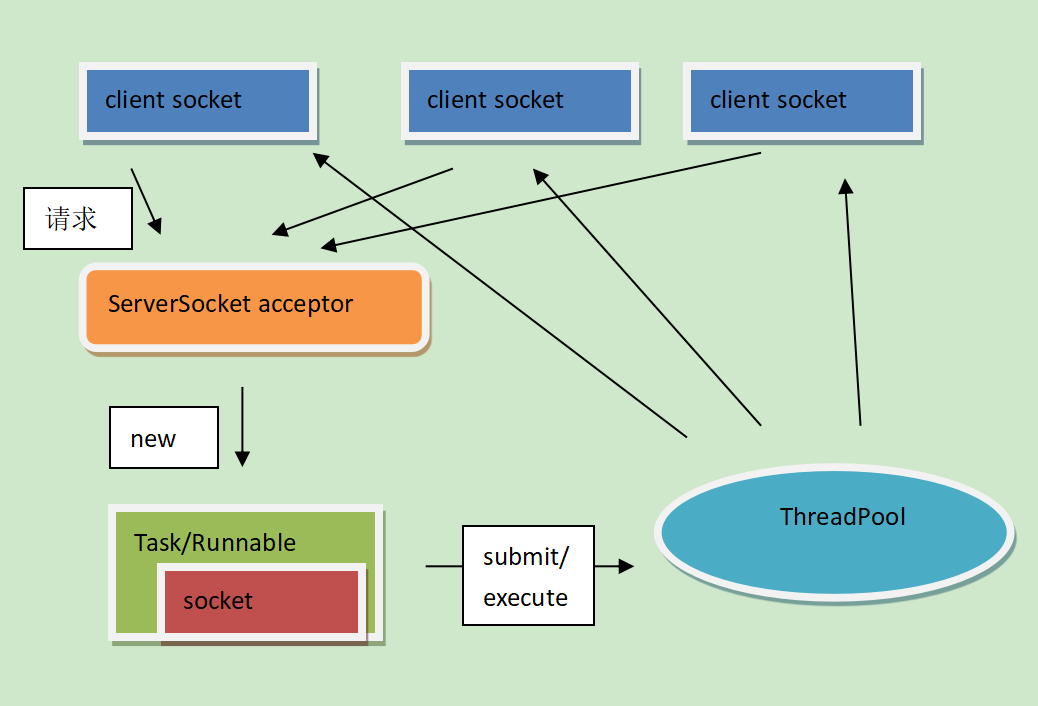 client socket
client socket
client socket
请求
ServerSocket acceptor
new
Task/Runnable
socket
submit/
execute
ThreadPool